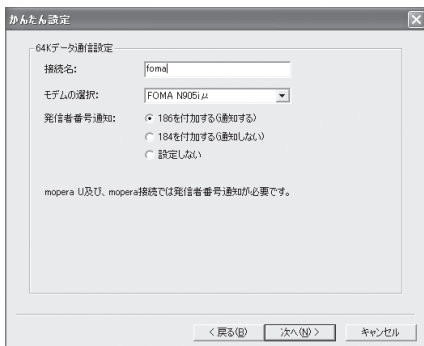 かんたん設定
64Kデータ通信設定
接続名: foma
モデムの選択: FOMA N905iμ
発信者番号通知: 186を付加する(通知する)
184を付加する(通知しない)
設定しない
mopera U及び、mopera接続では発信者番号通知が必要です。
< 戻る(B) 次へ(N) > キャンセル